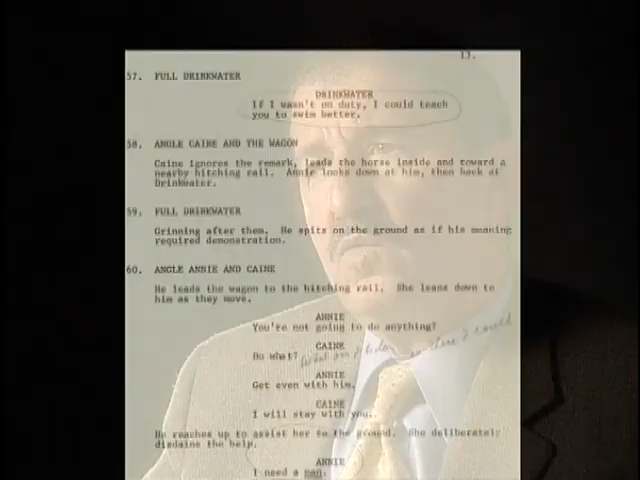 13.
57. FULL DRINKWATER
DRINKWATER
If I wasn't on duty, I could teach
you to swim better.
58. ANGLE CAINE AND THE WAGON
Caine ignores the remark, leads the horse inside and toward a
nearby hitching rail. Annie looks down at him, then back at
Drinkwater.
59. FULL DRINKWATER
Grinning after them. He spits on the ground as if his meaning
required demonstration.
60. ANGLE ANNIE AND CAINE
He leads the wagon to the hitching rail. She leans down to
him as they move.
ANNIE
You're not going to do anything?
CAINE
Do what?
ANNIE
Get even with him.
CAINE
I will stay with you.
He reaches up to assist her to the ground. She deliberately
disdains the help.
ANNIE
I need a man.